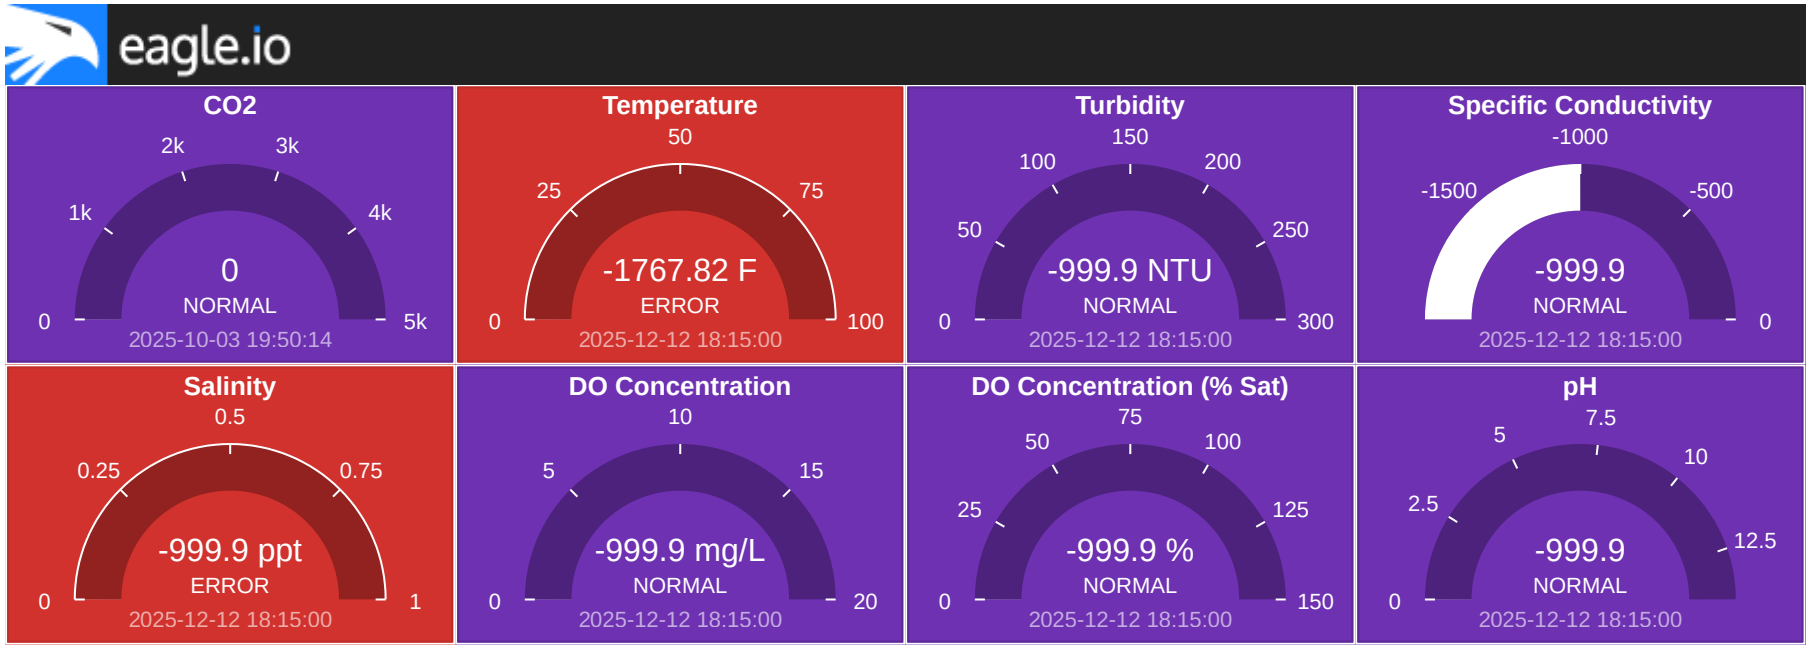 eagle.io
CO2
2k 3k
1k 4k
0
NORMAL
0 5k
2025-10-03 19:50:14
Temperature
50
25 75
-1767.82 F
ERROR
0 100
2025-12-12 18:15:00
Turbidity
150
100 200
50 250
-999.9 NTU
NORMAL
0 300
2025-12-12 18:15:00
Specific Conductivity
-1000
-1500 -500
-999.9
NORMAL
0
2025-12-12 18:15:00
Salinity
0.5
0.25 0.75
-999.9 ppt
ERROR
0 1
2025-12-12 18:15:00
DO Concentration
10
5 15
-999.9 mg/L
NORMAL
0 20
2025-12-12 18:15:00
DO Concentration (% Sat)
75
50 100
25 125
-999.9 %
NORMAL
0 150
2025-12-12 18:15:00
pH
7.5
5 10
2.5 12.5
-999.9
NORMAL
0
2025-12-12 18:15:00